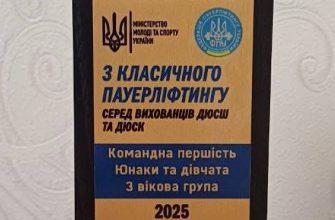 МІНІСТЕРСТВО
МОЛОДІ ТА СПОРТУ
УКРАЇНИ
З КЛАСИЧНОГО
ПАУЕРЛІФТИНГУ
СЕРЕД ВИХОВАНЦІВ ДЮСШ
ТА ДЮСК
Командна першість
Юнаки та дівчата
3 вікова група
2025